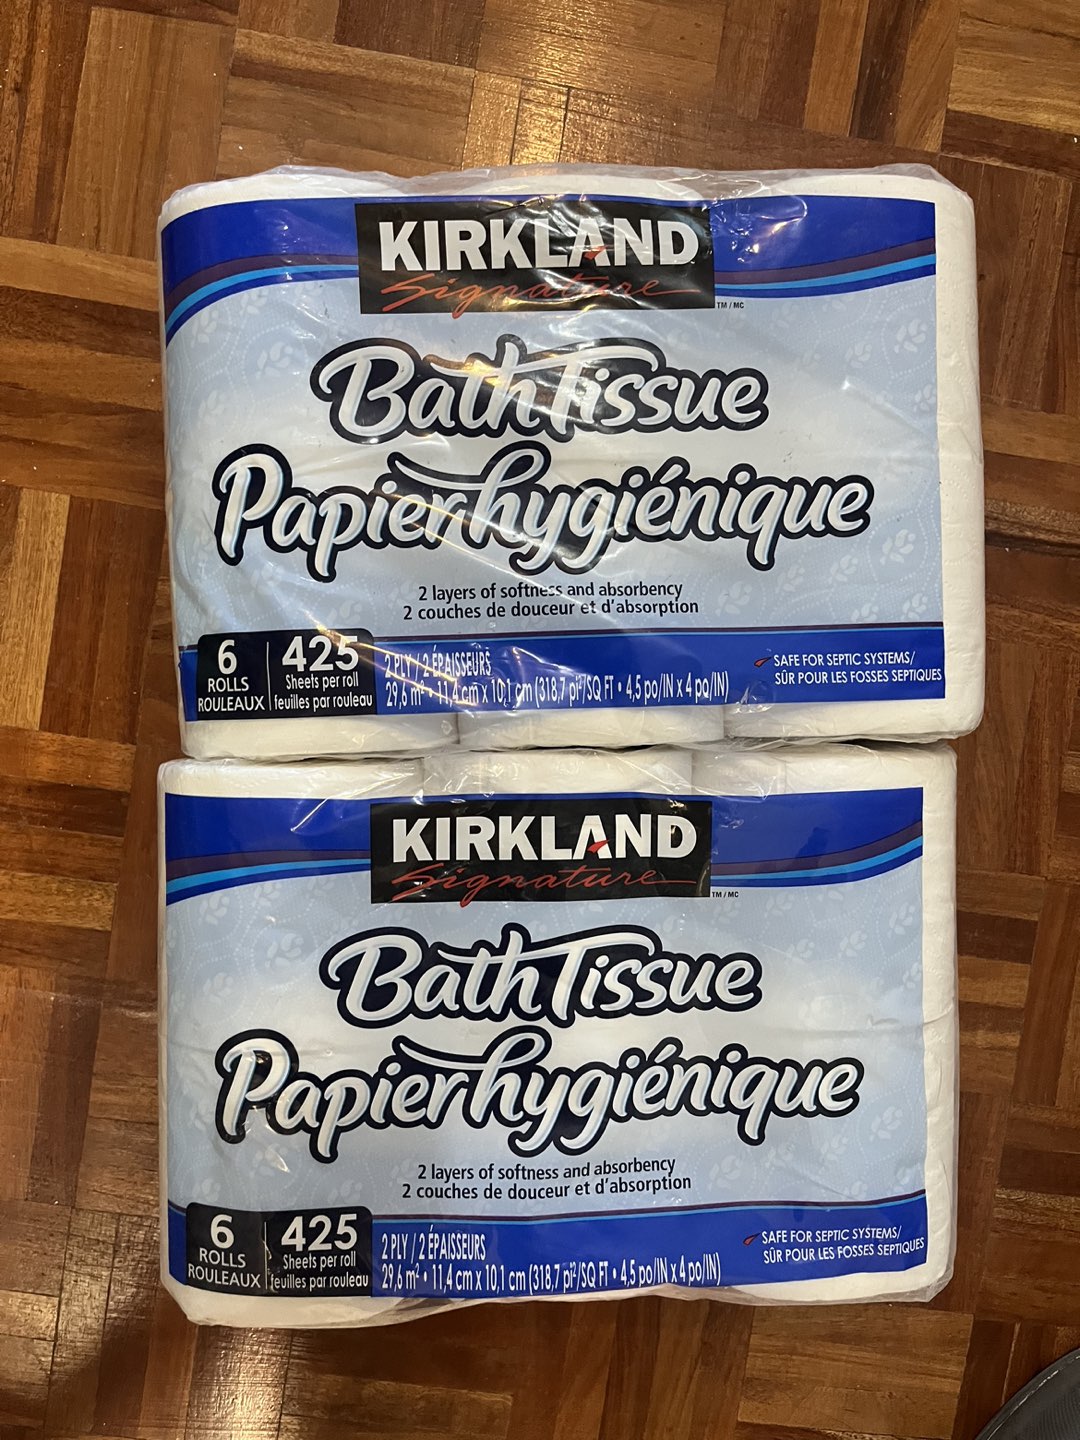 KIRKLAND
Signature
TM / MC
Bath Tissue
Papier hygiénique
2 layers of softness and absorbency
2 couches de douceur et d'absorption
6
ROLLS
ROULEAUX
425
Sheets per roll
feuilles par rouleau
2 PLY / 2 ÉPAISSEURS
29,6 m² • 11,4 cm x 10,1 cm (318,7 pi²/SQ FT • 4,5 po/IN x 4 po/IN)
SAFE FOR SEPTIC SYSTEMS/
SÛR POUR LES FOSSES SEPTIQUES
KIRKLAND
Signature
TM / MC
Bath Tissue
Papier hygiénique
2 layers of softness and absorbency
2 couches de douceur et d'absorption
6
ROLLS
ROULEAUX
425
Sheets per roll
feuilles par rouleau
2 PLY / 2 ÉPAISSEURS
29,6 m² • 11,4 cm x 10,1 cm (318,7 pi²/SQ FT • 4,5 po/IN x 4 po/IN)
SAFE FOR SEPTIC SYSTEMS/
SÛR POUR LES FOSSES SEPTIQUES